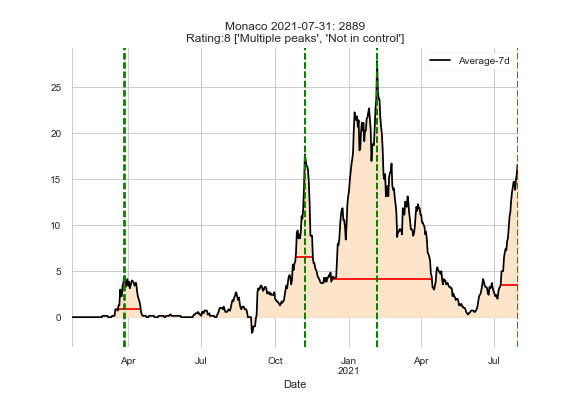 Monaco 2021-07-31: 2889
Rating:8 ['Multiple peaks', 'Not in control']
Average-7d
25
20
15
10
5
0
Apr
Jul
Oct
Jan
2021
Apr
Jul
Date